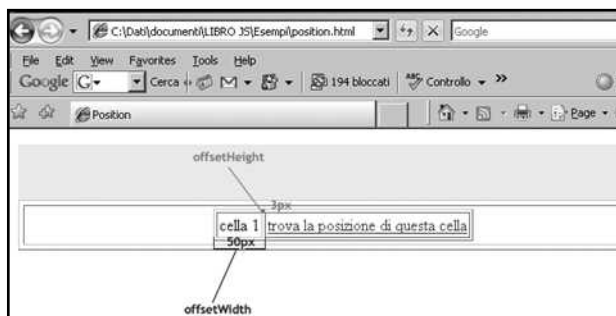 C:\Dati\documenti\LIBRO JS\Esempi\position.html
Google
File Edit View Favorites Tools Help
Google G Cerca 194 bloccati ABC Controllo »
Position Page
offsetHeight
3px
cella 1 trova la posizione di questa cella
50px
offsetWidth